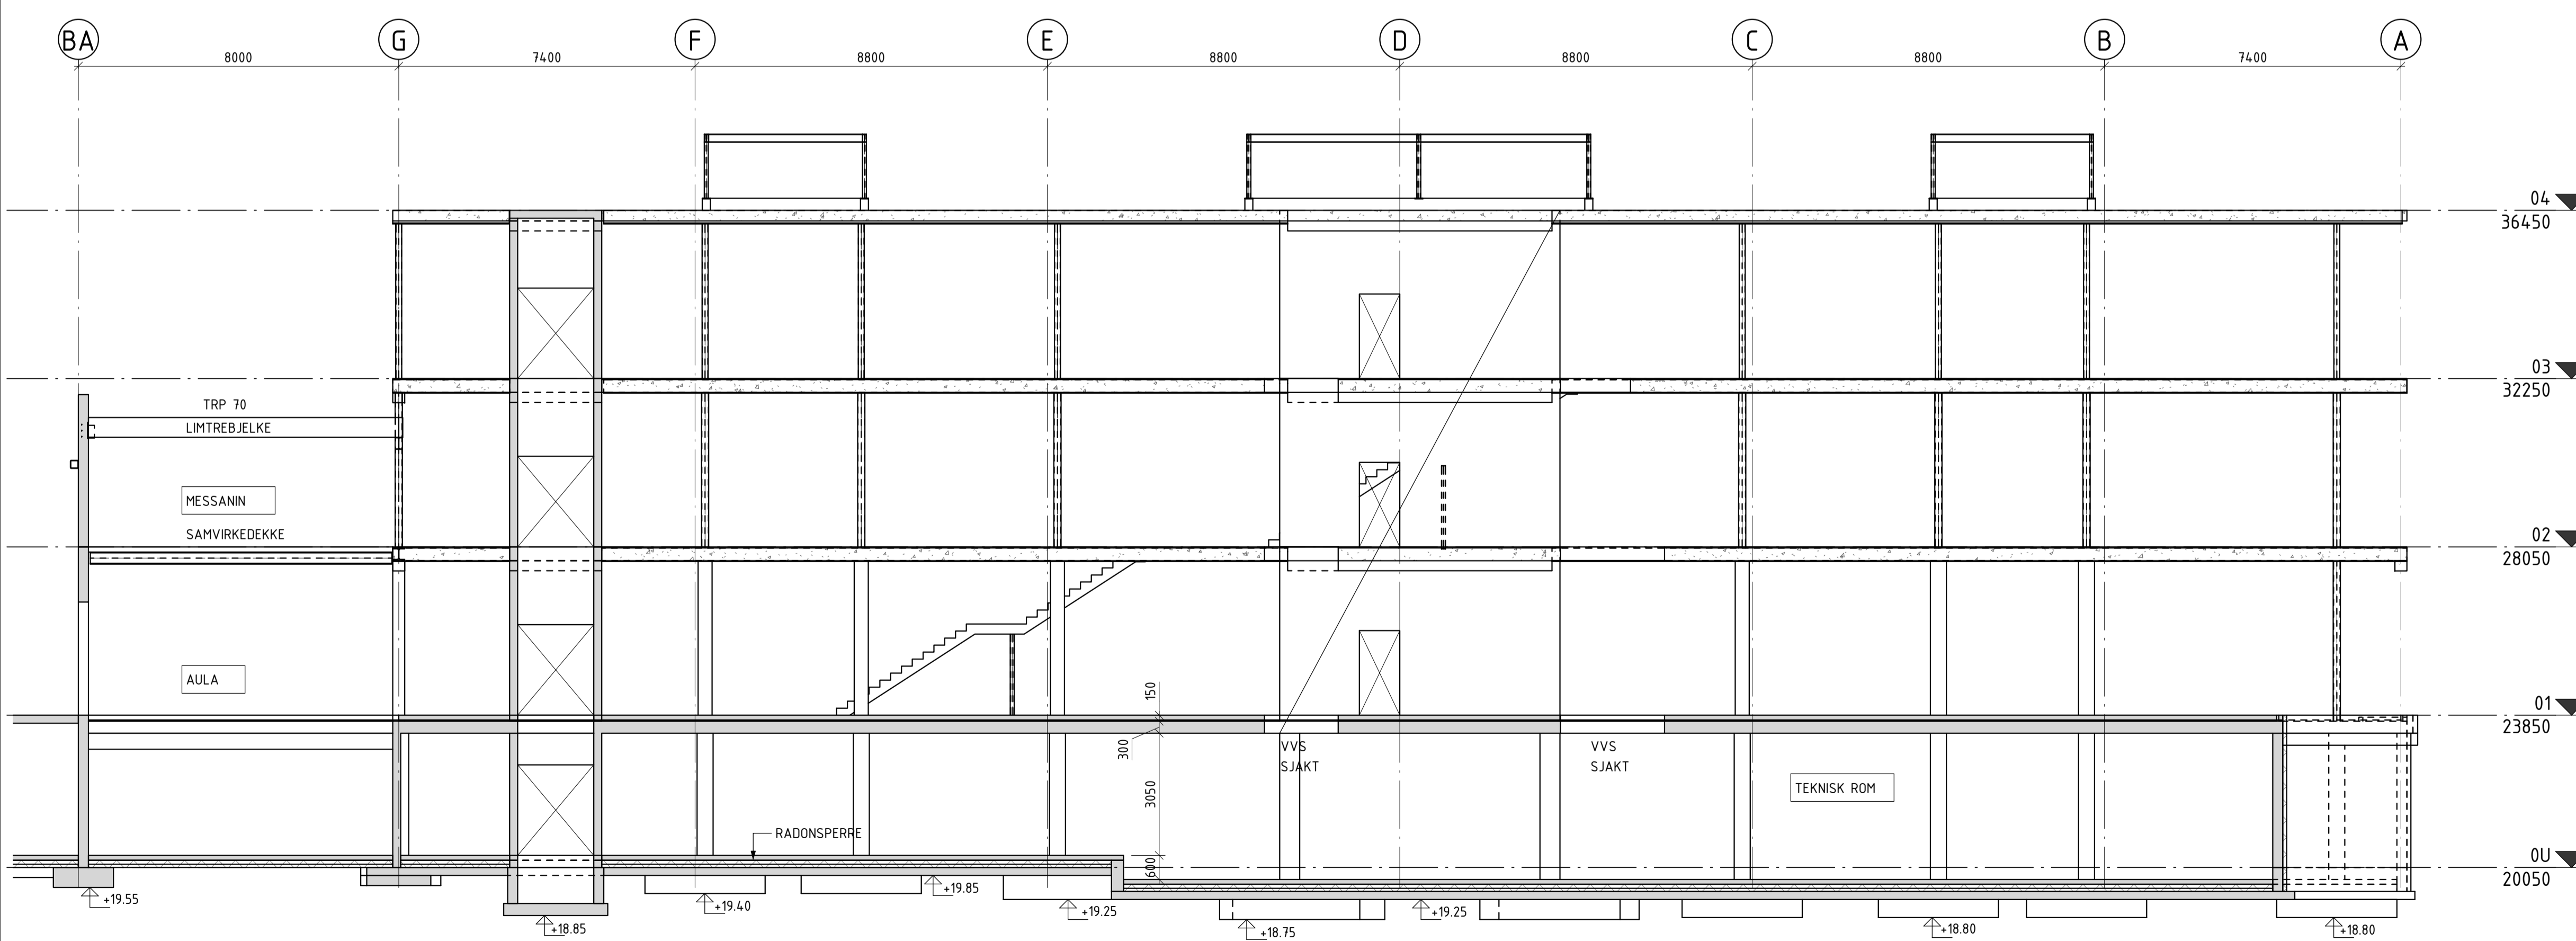 BA
G
F
E
D
C
B
A
8000
7400
8800
8800
8800
8800
7400
04
36450
03
32250
TRP 70
LIMTREBJELKE
MESSANIN
SAMVIRKEDEKKE
02
28050
AULA
150
01
23850
300
VVS
SJAKT
VVS
SJAKT
3050
TEKNISK ROM
RADONSPERRE
600
0U
20050
+19.55
+18.85
+19.40
+19.85
+19.25
+18.75
+19.25
+18.80
+18.80